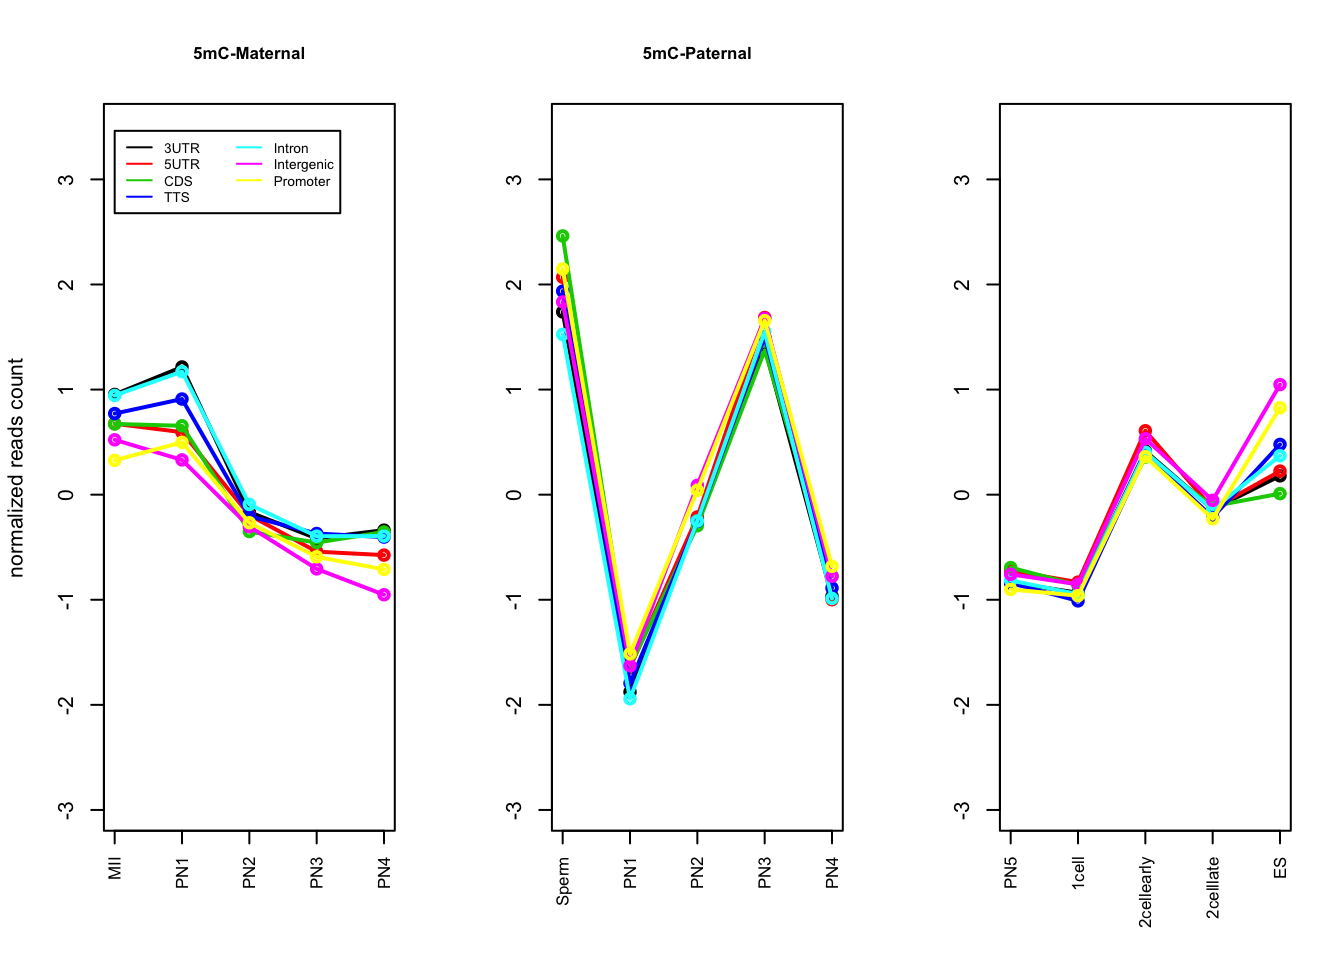 5mC-Maternal
5mC-Paternal
normalized reads count
3
2
1
0
-1
-2
-3
3UTR
5UTR
CDS
TTS
Intron
Intergenic
Promoter
MII
PN1
PN2
PN3
PN4
3
2
1
0
-1
-2
-3
Sperm
PN1
PN2
PN3
PN4
3
2
1
0
-1
-2
-3
PN5
1cell
2cellearly
2celllate
ES